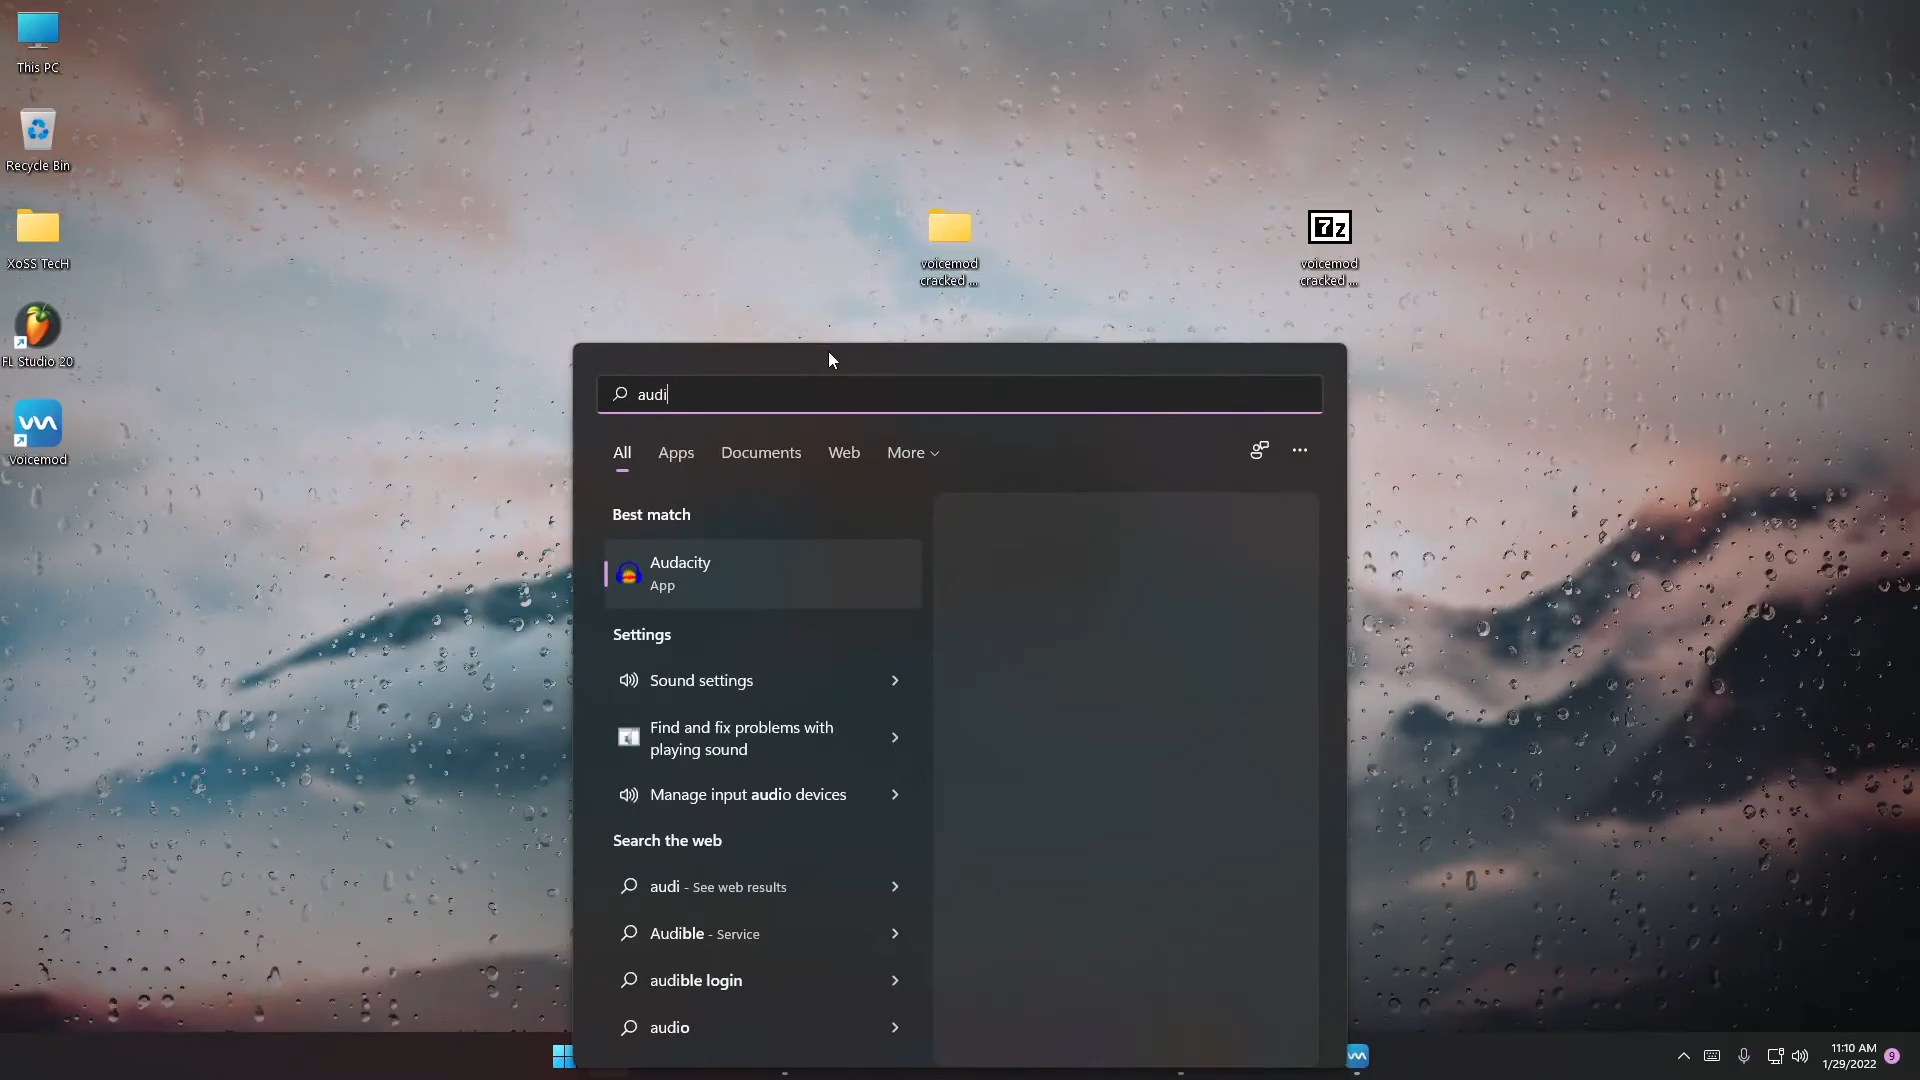 This PC
Recycle Bin
XoSS TecH
FL Studio 20
Voicemod
voicemod
cracked ...
7z
voicemod
cracked ...
audi
All
Apps
Documents
Web
More
Best match
Audacity
App
Settings
Sound settings
Find and fix problems with
playing sound
Manage input audio devices
Search the web
audi - See web results
Audible - Service
audible login
audio
11:10 AM
1/29/2022
9